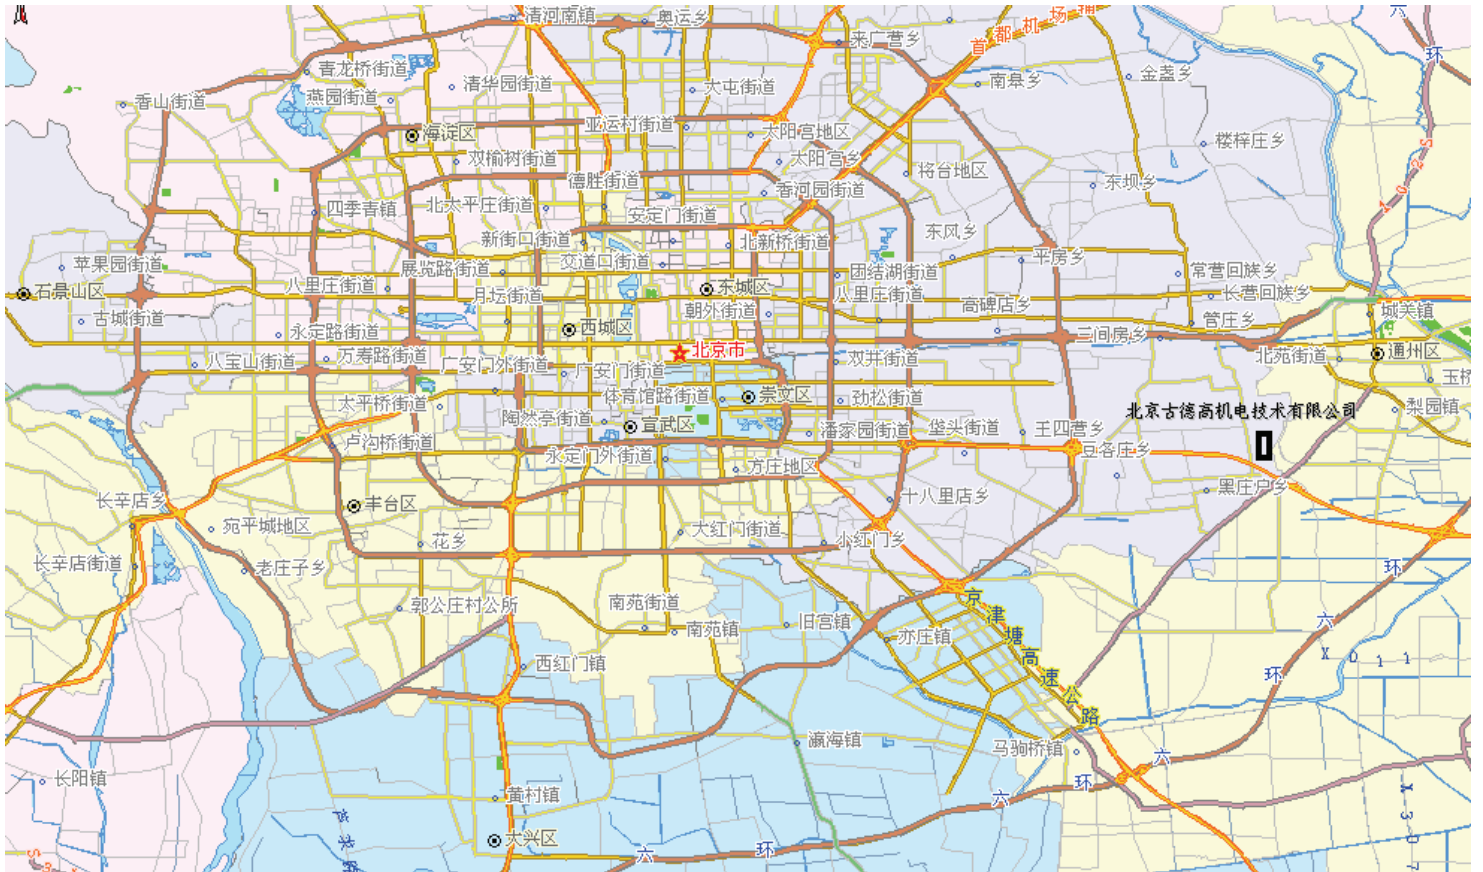 清河南镇
奥运乡
首都机场
六
来广营乡
环
青龙桥街道
清华园街道
大屯街道
南皋乡
金盏乡
香山街道
燕园街道
海淀区
亚运村街道
太阳宫地区
楼梓庄乡
双榆树街道
太阳宫乡
将台地区
德胜街道
香河园街道
东坝乡
S201
四季青镇
北太平庄街道
安定门街道
新街口街道
北新桥街道
东风乡
苹果园街道
展览路街道
交道口街道
团结湖街道
平房乡
常营回族乡
石景山区
八里庄街道
月坛街道
东城区
八里庄街道
高碑店乡
长营回族乡
古城街道
永定路街道
西城区
朝外街道
管庄乡
城关镇
三间房乡
八宝山街道
万寿路街道
北京市
双井街道
北苑街道
通州区
广安门外街道
广安门街道
玉桥
太平桥街道
体育馆路街道
崇文区
劲松街道
北京古德高机电技术有限公司
梨园镇
陶然亭街道
宣武区
潘家园街道
垡头街道
王四营乡
卢沟桥街道
永定门外街道
方庄地区
豆各庄乡
长辛店乡
丰台区
十八里店乡
黑庄户乡
宛平城地区
花乡
大红门街道
小红门乡
长辛店街道
老庄子乡
环
郭公庄村公所
南苑街道
京津塘高速公路
南苑镇
旧宫镇
亦庄镇
六
西红门镇
X011
环
瀛海镇
马驹桥镇
六
长阳镇
环
黄村镇
六
X307
大兴区
六
环